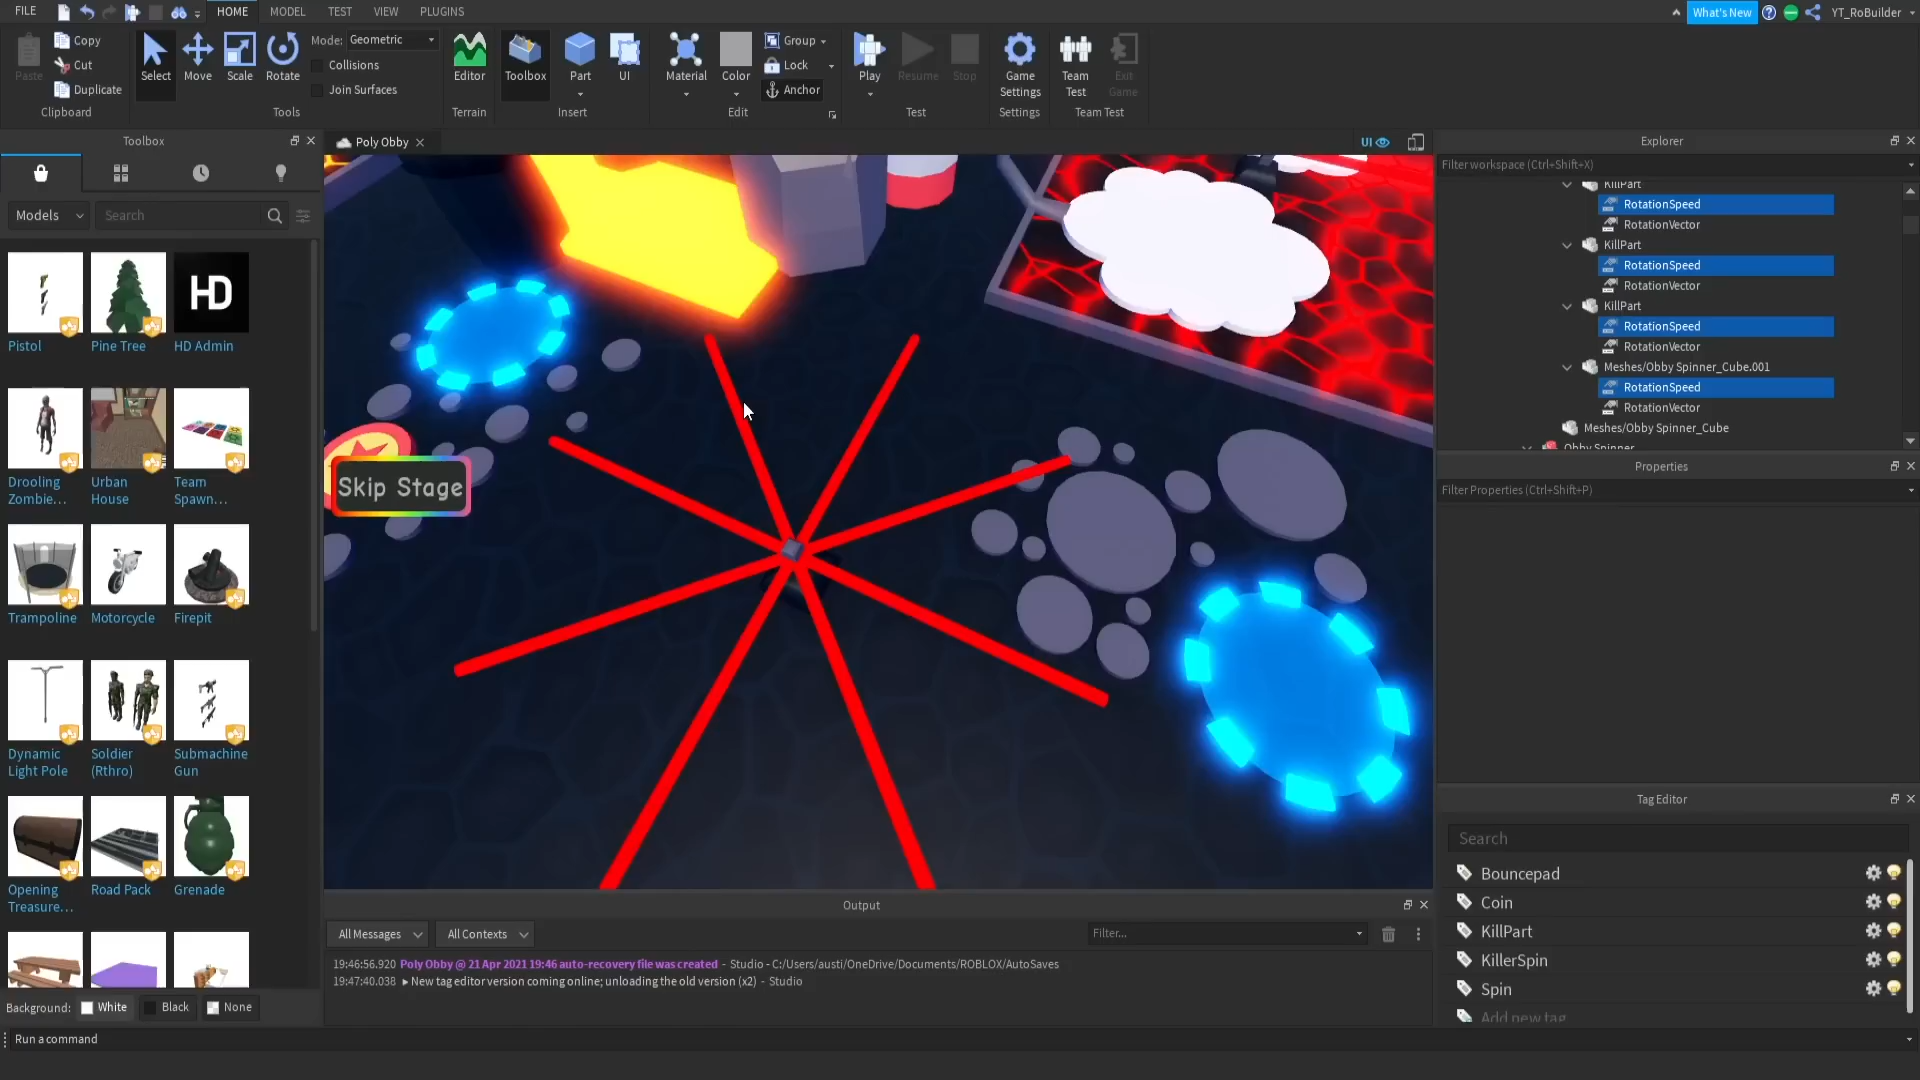 FILE
HOME
MODEL
TEST
VIEW
PLUGINS
What's New
YT_RoBuilder
Paste
Copy
Cut
Duplicate
Clipboard
Select
Move
Scale
Rotate
Mode: Geometric
Collisions
Join Surfaces
Tools
Editor
Terrain
Toolbox
Part
UI
Insert
Material
Color
Group
Lock
Anchor
Edit
Play
Resume
Stop
Test
Game
Settings
Settings
Team
Test
Exit
Game
Team Test
Toolbox
Models
Search
Pistol
Pine Tree
HD
HD Admin
Drooling
Zombie...
Urban
House
Team
Spawn...
Trampoline
Motorcycle
Firepit
Dynamic
Light Pole
Soldier
(Rthro)
Submachine
Gun
Opening
Treasure...
Road Pack
Grenade
Background: White Black None
Poly Obby
UI
Skip Stage
Explorer
Filter workspace (Ctrl+Shift+X)
KillPart
RotationSpeed
RotationVector
KillPart
RotationSpeed
RotationVector
KillPart
RotationSpeed
RotationVector
Meshes/Obby Spinner_Cube.001
RotationSpeed
RotationVector
Meshes/Obby Spinner_Cube
Obby Spinner
Properties
Filter Properties (Ctrl+Shift+P)
Tag Editor
Search
Bouncepad
Coin
KillPart
KillerSpin
Spin
Add new tag
Output
All Messages
All Contexts
Filter...
19:46:56.920 Poly Obby @ 21 Apr 2021 19:46 auto-recovery file was created - Studio - C:/Users/austi/OneDrive/Documents/ROBLOX/AutoSaves
19:47:40.038 New tag editor version coming online; unloading the old version (x2) - Studio
Run a command